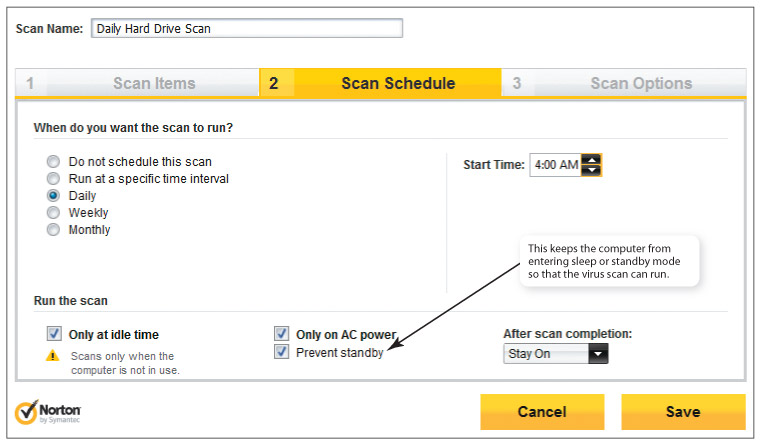 Scan Name: Daily Hard Drive Scan
1 Scan Items 2 Scan Schedule 3 Scan Options
When do you want the scan to run?
Do not schedule this scan
Run at a specific time interval
Daily
Weekly
Monthly
Start Time: 4:00 AM
This keeps the computer from
entering sleep or standby mode
so that the virus scan can run.
Run the scan
Only at idle time
Scans only when the
computer is not in use.
Only on AC power
Prevent standby
After scan completion:
Stay On
Norton
by Symantec
Cancel
Save